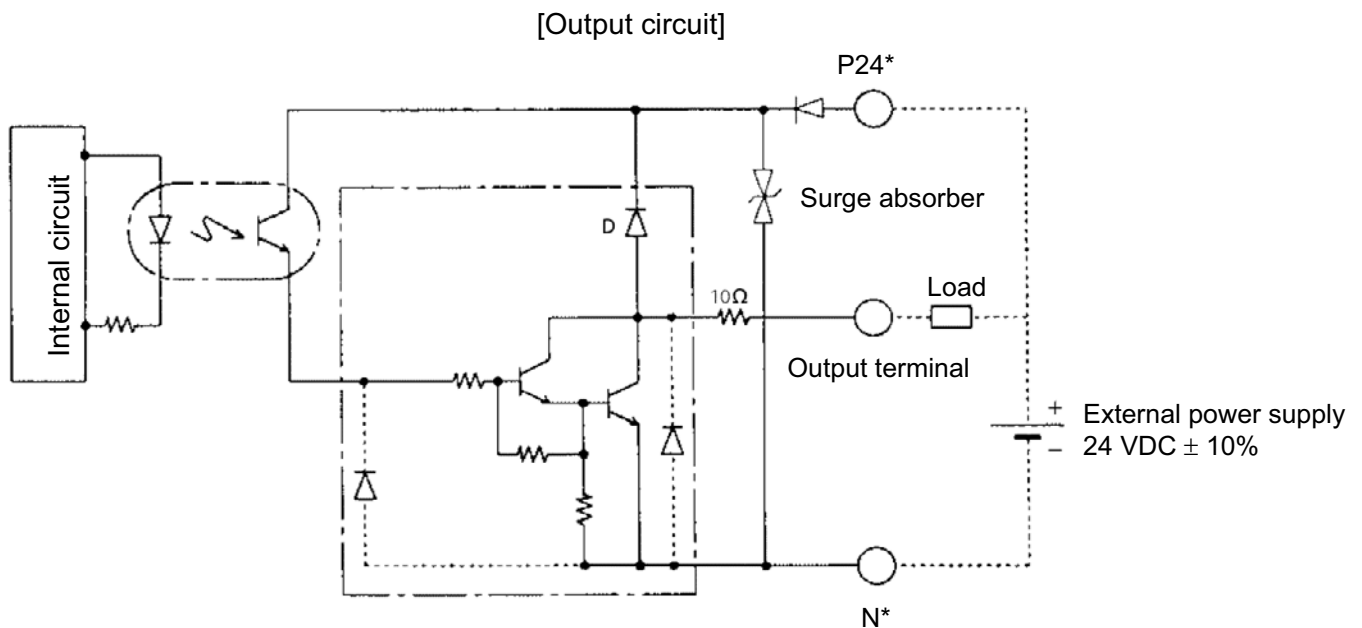 [Output circuit]
P24*
Internal circuit
Surge absorber
D
10Ω
Load
Output terminal
+
External power supply
− 24 VDC ± 10%
N*